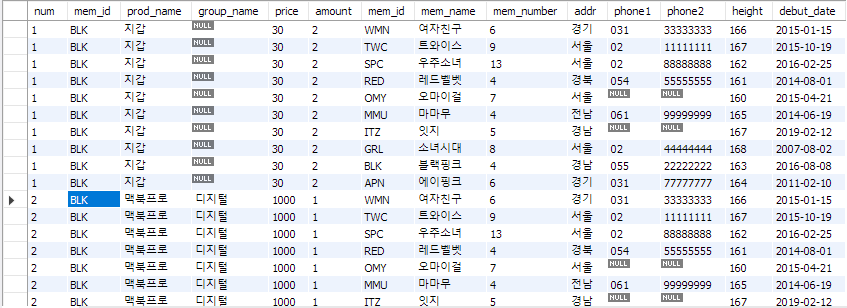 num mem_id prod_name group_name price amount mem_id mem_name mem_number addr phone1 phone2 height debut_date
1 BLK 지갑 NULL 30 2 WMN 여자친구 6 경기 031 33333333 166 2015-01-15
1 BLK 지갑 NULL 30 2 TWC 트와이스 9 서울 02 11111111 167 2015-10-19
1 BLK 지갑 NULL 30 2 SPC 우주소녀 13 서울 02 88888888 162 2016-02-25
1 BLK 지갑 NULL 30 2 RED 레드벨벳 4 경북 054 55555555 161 2014-08-01
1 BLK 지갑 NULL 30 2 OMY 오마이걸 7 서울 NULL NULL 160 2015-04-21
1 BLK 지갑 NULL 30 2 MMU 마마무 4 전남 061 99999999 165 2014-06-19
1 BLK 지갑 NULL 30 2 ITZ 잇지 5 경남 NULL NULL 167 2019-02-12
1 BLK 지갑 NULL 30 2 GRL 소녀시대 8 서울 02 44444444 168 2007-08-02
1 BLK 지갑 NULL 30 2 BLK 블랙핑크 4 경남 055 22222222 163 2016-08-08
1 BLK 지갑 NULL 30 2 APN 에이핑크 6 경기 031 77777777 164 2011-02-10
2 BLK 맥북프로 디지털 1000 1 WMN 여자친구 6 경기 031 33333333 166 2015-01-15
2 BLK 맥북프로 디지털 1000 1 TWC 트와이스 9 서울 02 11111111 167 2015-10-19
2 BLK 맥북프로 디지털 1000 1 SPC 우주소녀 13 서울 02 88888888 162 2016-02-25
2 BLK 맥북프로 디지털 1000 1 RED 레드벨벳 4 경북 054 55555555 161 2014-08-01
2 BLK 맥북프로 디지털 1000 1 OMY 오마이걸 7 서울 NULL NULL 160 2015-04-21
2 BLK 맥북프로 디지털 1000 1 MMU 마마무 4 전남 061 99999999 165 2014-06-19
2 BLK 맥북프로 디지털 1000 1 ITZ 잇지 5 경남 NULL NULL 167 2019-02-12